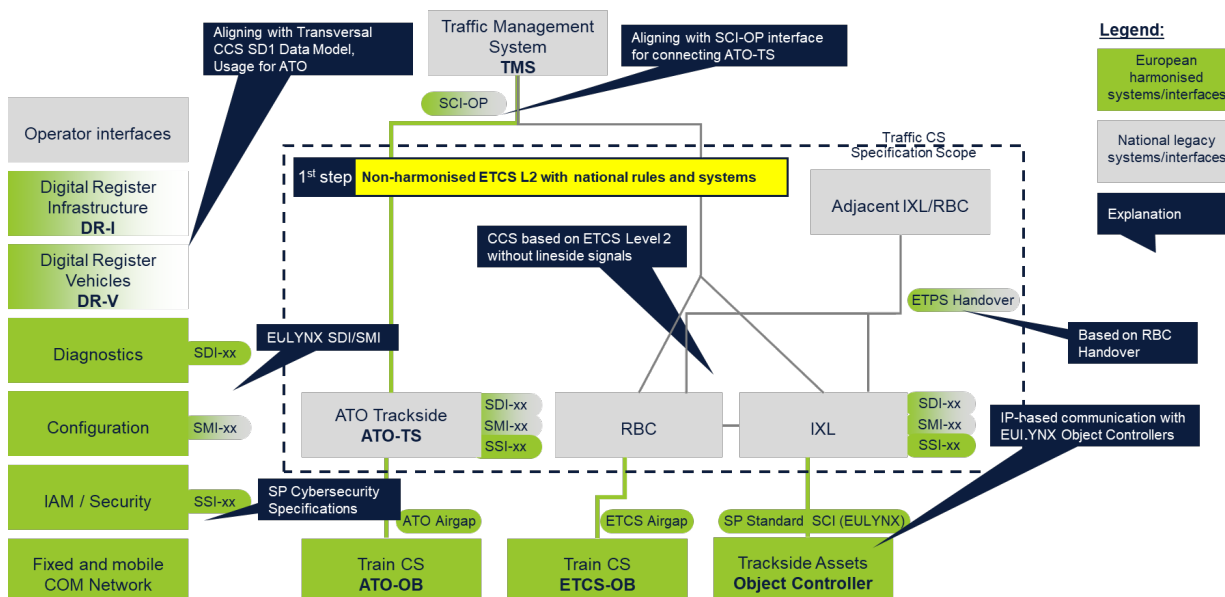 Aligning with Transversal
CCS SD1 Data Model,
Usage for ATO
Traffic Management
System
TMS
Aligning with SCI-OP interface
for connecting ATO-TS
Legend:
European
harmonised
systems/interfaces
National legacy
systems/interfaces
Explanation
SCI-OP
Operator interfaces
Traffic CS
Specification Scope
1st step
Non-harmonised ETCS L2 with national rules and systems
Digital Register
Infrastructure
DR-I
Adjacent IXL/RBC
Digital Register
Vehicles
DR-V
CCS based on ETCS Level 2
without lineside signals
ETPS Handover
Based on RBC
Handover
EULYNX SDI/SMI
Diagnostics
SDI-xx
Configuration
SMI-xx
ATO Trackside
ATO-TS
SDI-xx
SMI-xx
SSI-xx
RBC
IXL
SDI-xx
SMI-xx
SSI-xx
IP-based communication with
EULYNX Object Controllers
IAM / Security
SSI-xx
SP Cybersecurity
Specifications
ATO Airgap
ETCS Airgap
SP Standard SCI (EULYNX)
Fixed and mobile
COM Network
Train CS
ATO-OB
Train CS
ETCS-OB
Trackside Assets
Object Controller